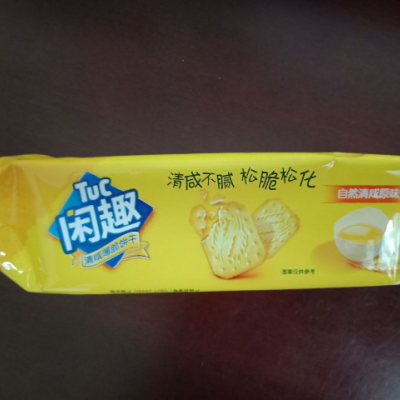 TUC
闲趣
清咸薄脆饼干
清咸不腻 松脆松化
自然清咸原味
图案仅供参考